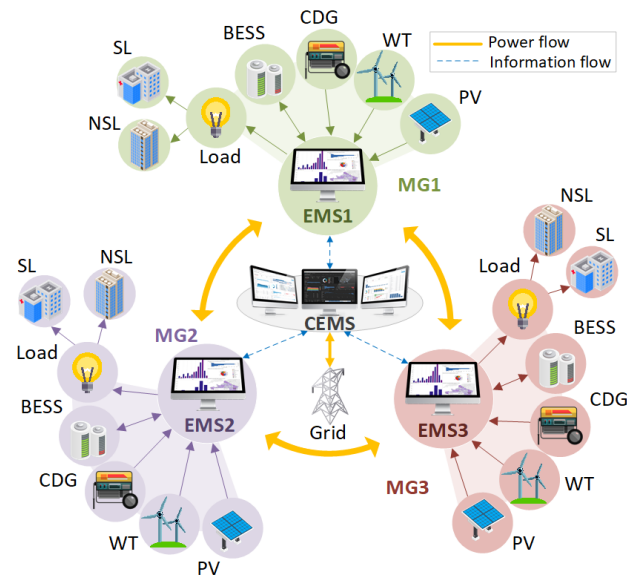 CDG
BESS
WT
SL
PV
NSL
Load
Power flow
Information flow
MG1
EMS1
NSL
SL
Load
SL
NSL
CEMS
MG2
Load
BESS
BESS
EMS2
Grid
EMS3
CDG
CDG
MG3
WT
WT
PV
PV